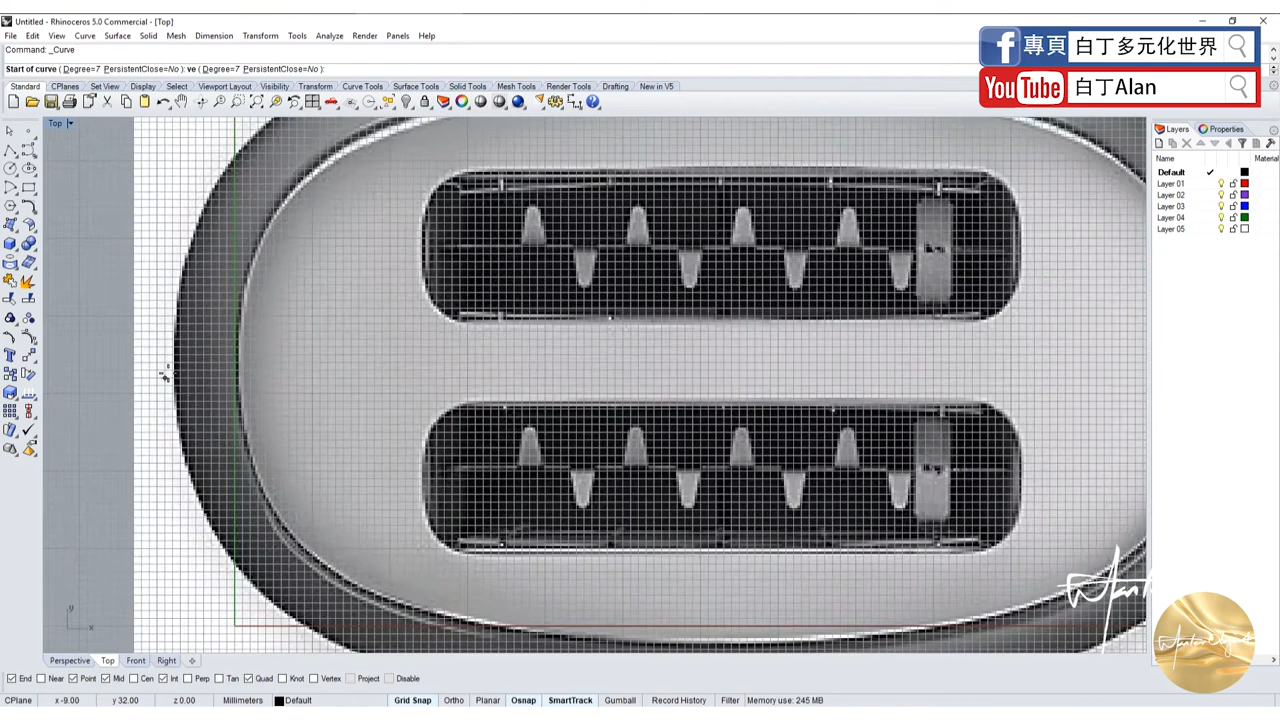 Untitled - Rhinoceros 5.0 Commercial - [Top]
File Edit View Curve Surface Solid Mesh Dimension Transform Tools Analyze Render Panels Help
Command: _Curve
Start of curve ( Degree=7 PersistentClose=No ): ve ( Degree=7 PersistentClose=No ):
f 專頁 白丁多元化世界
YouTube 白丁Alan
Standard CPlanes Set View Display Select Viewport Layout Visibility Transform Curve Tools Surface Tools Solid Tools Mesh Tools Render Tools Drafting New in V5
Top
Layers Properties
Name Material
Default
Layer 01
Layer 02
Layer 03
Layer 04
Layer 05
y
x
Perspective Top Front Right
End Near Point Mid Cen Int Perp Tan Quad Knot Vertex Project Disable
CPlane x -9.00 y 32.00 z 0.00 Millimeters Default Grid Snap Ortho Planar Osnap SmartTrack Gumball Record History Filter Memory use: 245 MB